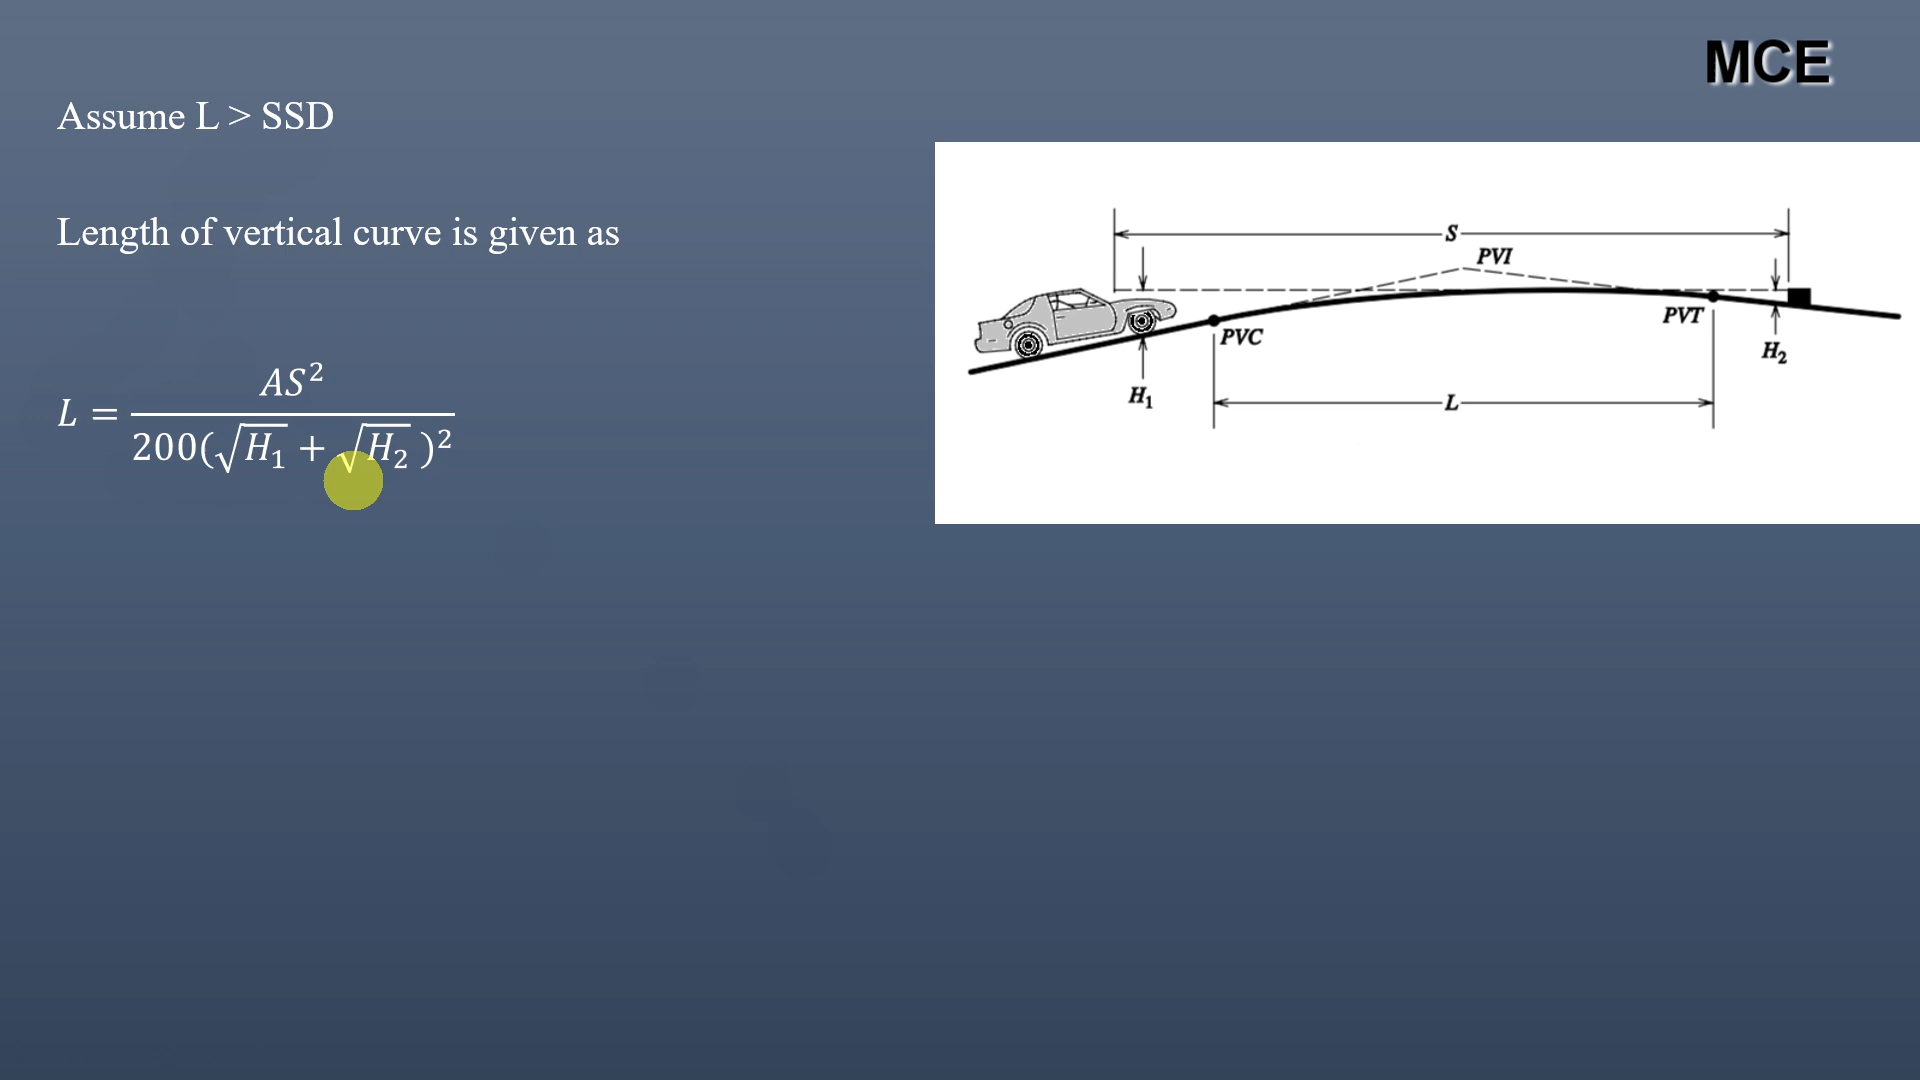 MCE
Assume L > SSD
Length of vertical curve is given as
L = AS² / 200(√H₁ + √H₂ )²
S
PVI
PVC
PVT
H₁
H₂
L